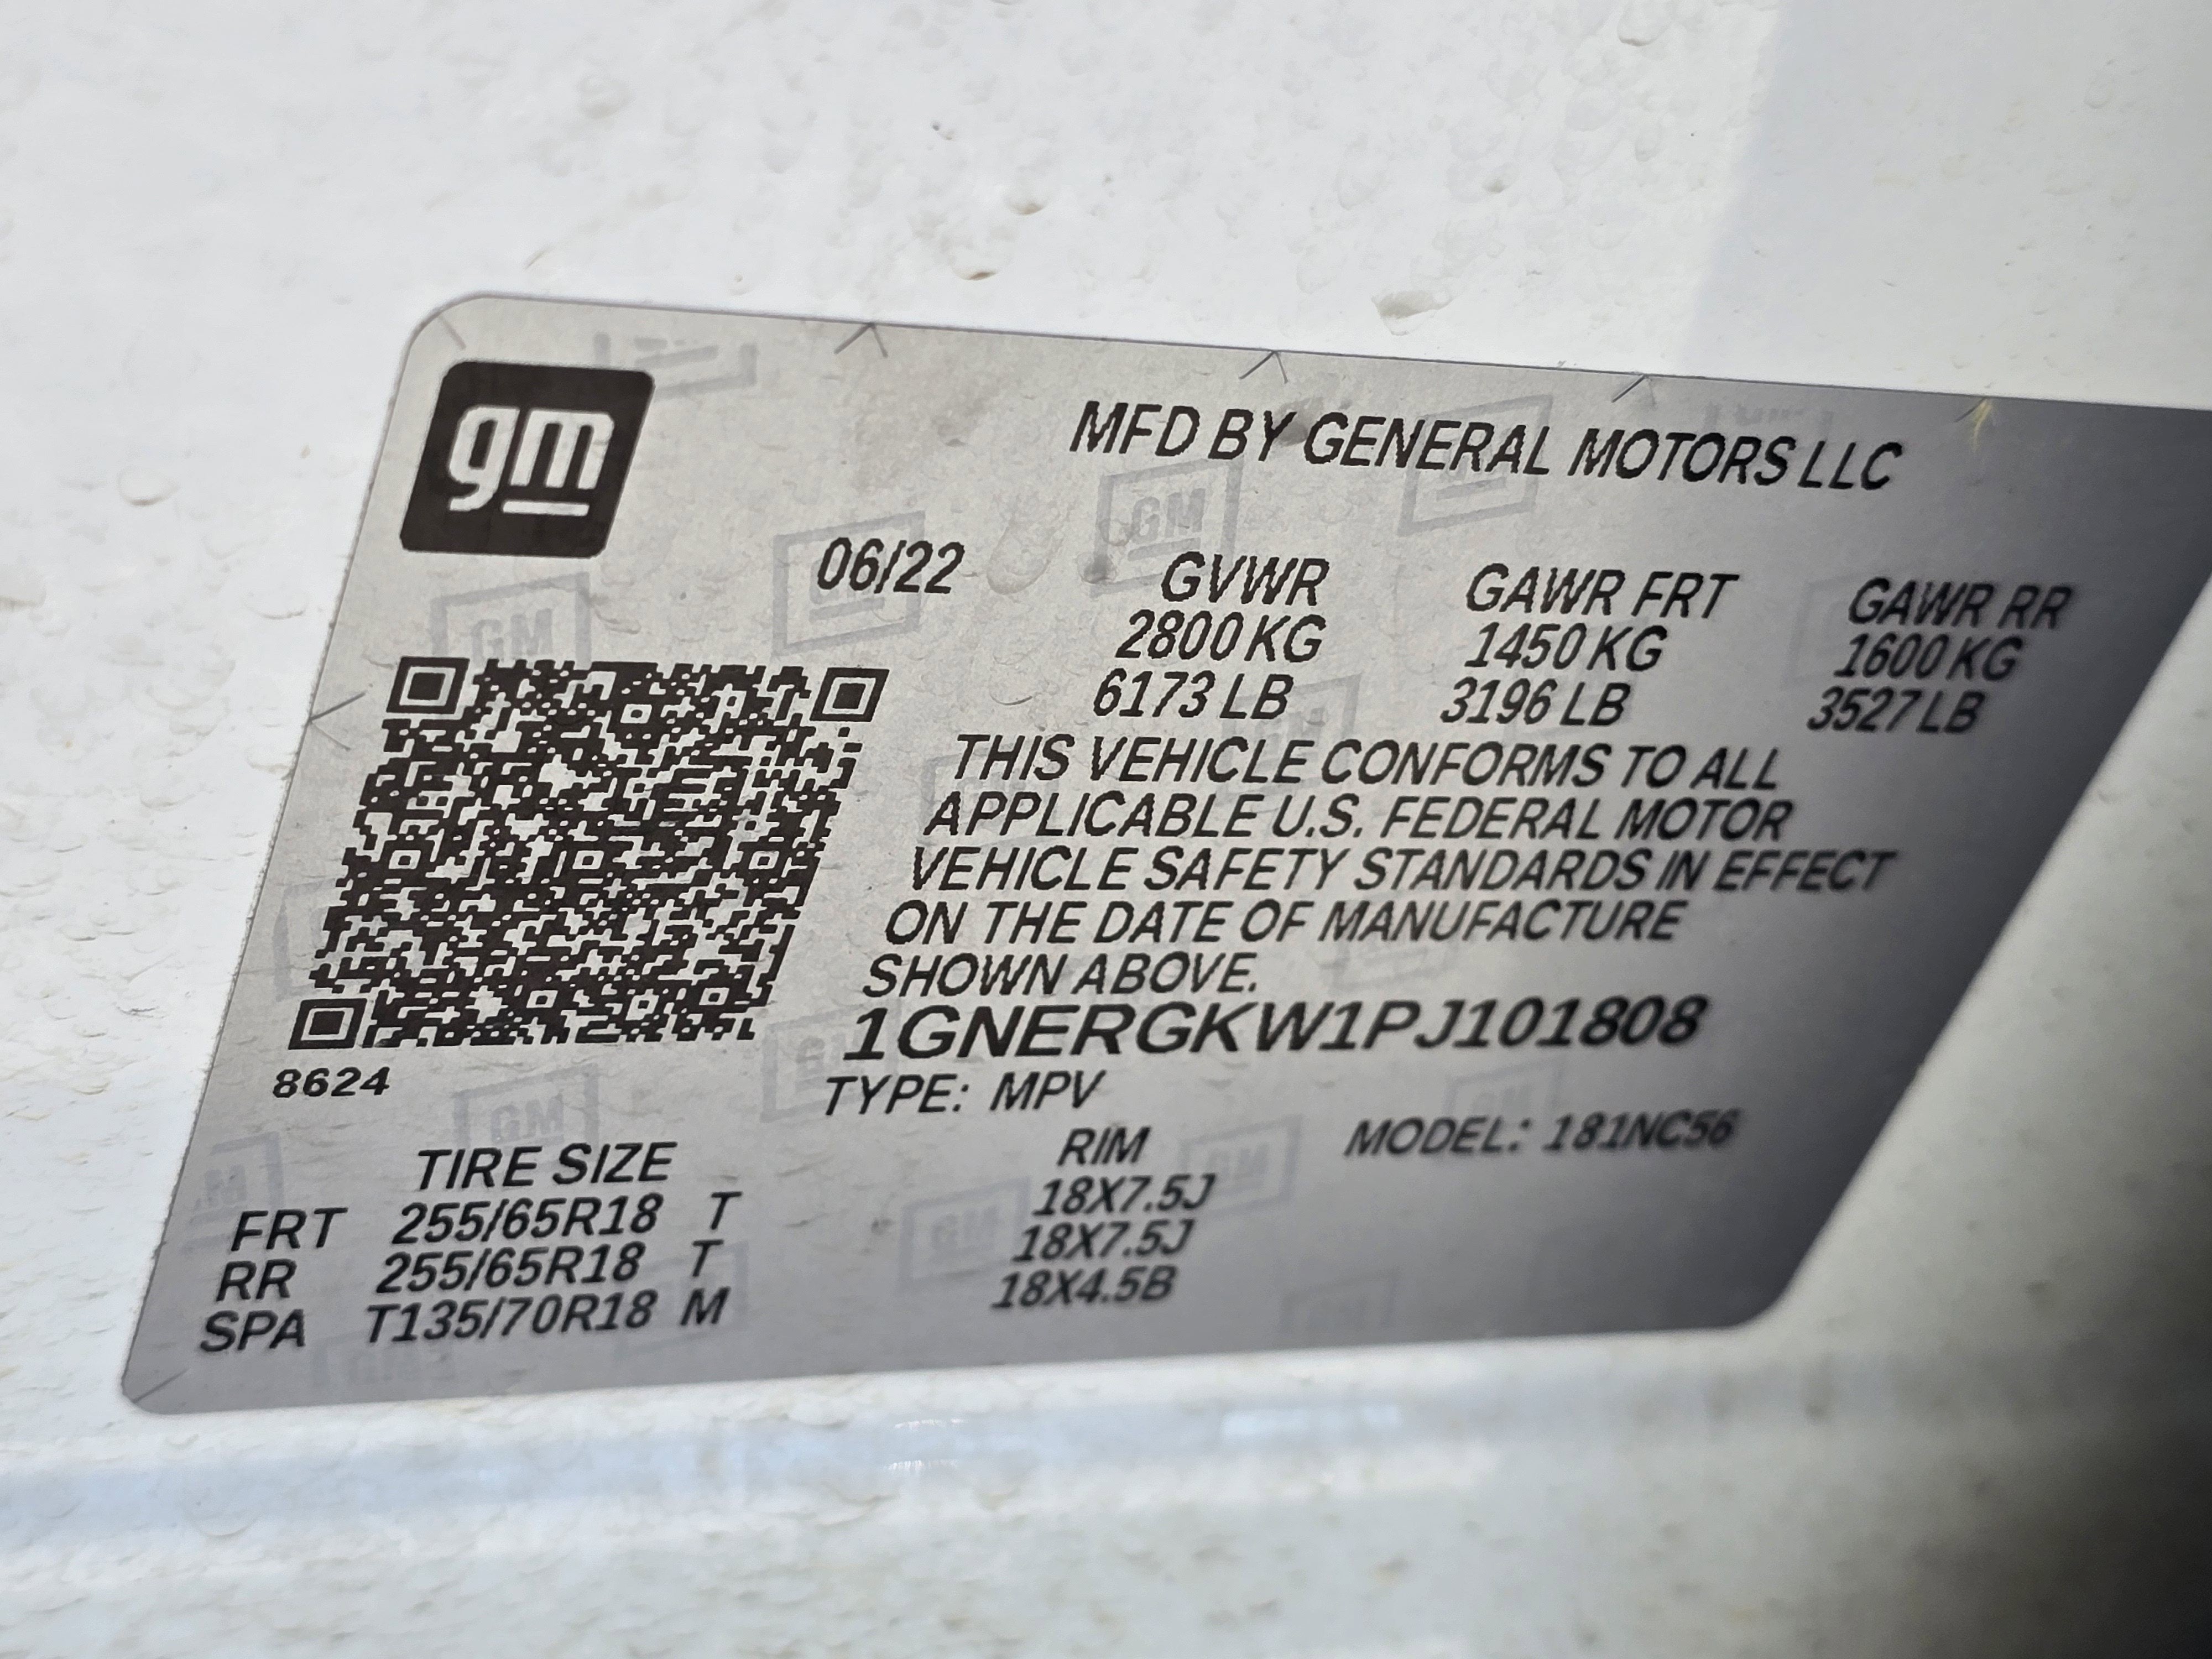 gm
MFD BY GENERAL MOTORS LLC
06/22 GVWR GAWR FRT GAWR RR
2800 KG 1450 KG 1600 KG
6173 LB 3196 LB 3527 LB
THIS VEHICLE CONFORMS TO ALL
APPLICABLE U.S. FEDERAL MOTOR
VEHICLE SAFETY STANDARDS IN EFFECT
ON THE DATE OF MANUFACTURE
SHOWN ABOVE.
1GNERGKW1PJ101808
8624
TYPE: MPV
MODEL: 181NC56
TIRE SIZE RIM
FRT 255/65R18 T 18X7.5J
RR 255/65R18 T 18X7.5J
SPA T135/70R18 M 18X4.5B